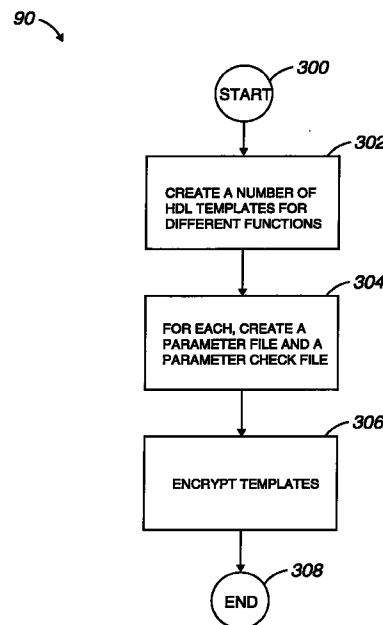 90
300
START
302
CREATE A NUMBER OF
HDL TEMPLATES FOR
DIFFERENT FUNCTIONS
304
FOR EACH, CREATE A
PARAMETER FILE AND A
PARAMETER CHECK FILE
306
ENCRYPT TEMPLATES
308
END